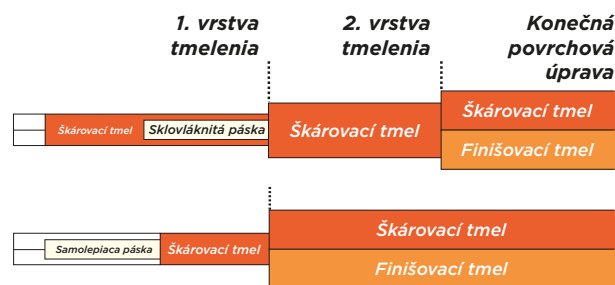 1. vrstva
tmelenia
2. vrstva
tmelenia
Konečná
povrchová
úprava
Škárovací tmel
Sklovláknitá páska
Škárovací tmel
Škárovací tmel
Finišovací tmel
Samolepiaca páska
Škárovací tmel
Škárovací tmel
Finišovací tmel